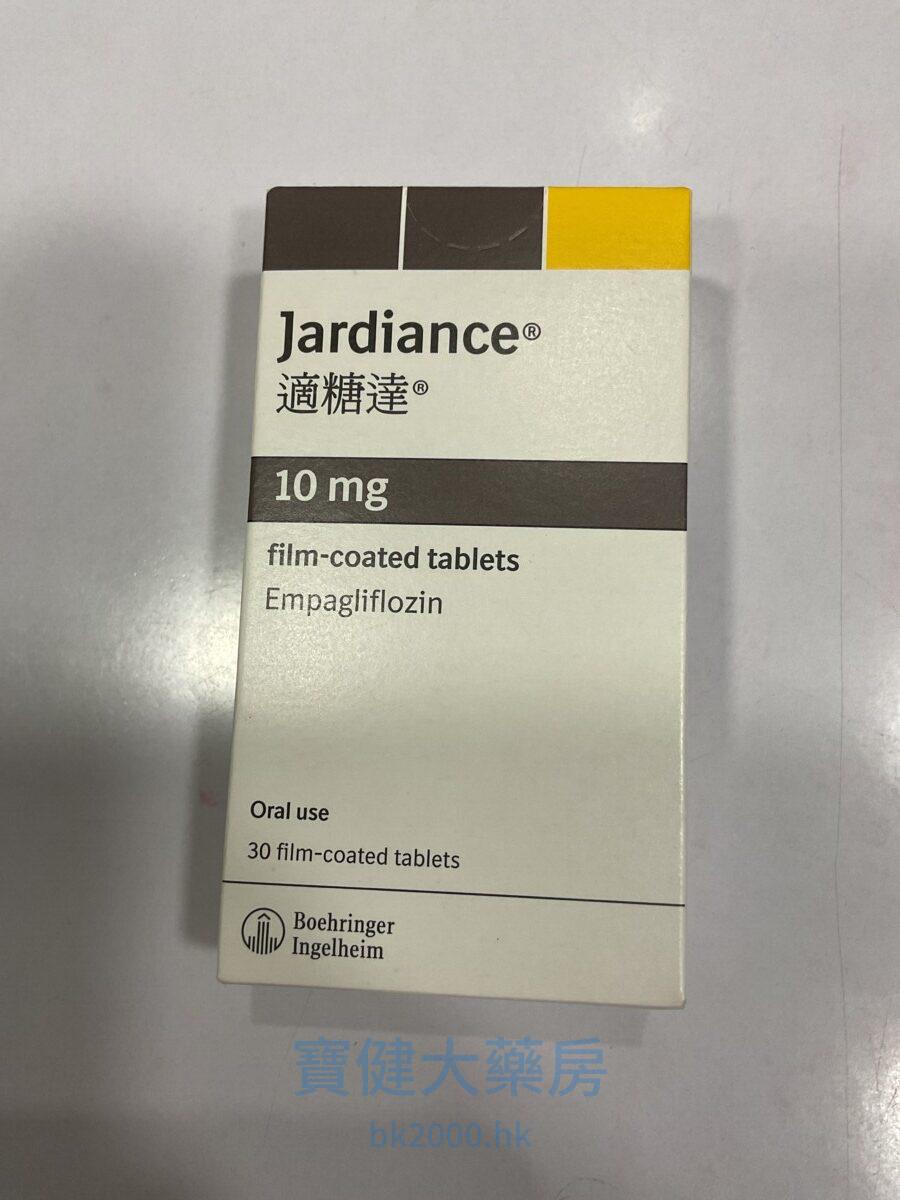 Jardiance®
適糖達®
10 mg
film-coated tablets
Empagliflozin
Oral use
30 film-coated tablets
Boehringer
Ingelheim
寶健大藥房
bk2000.hk